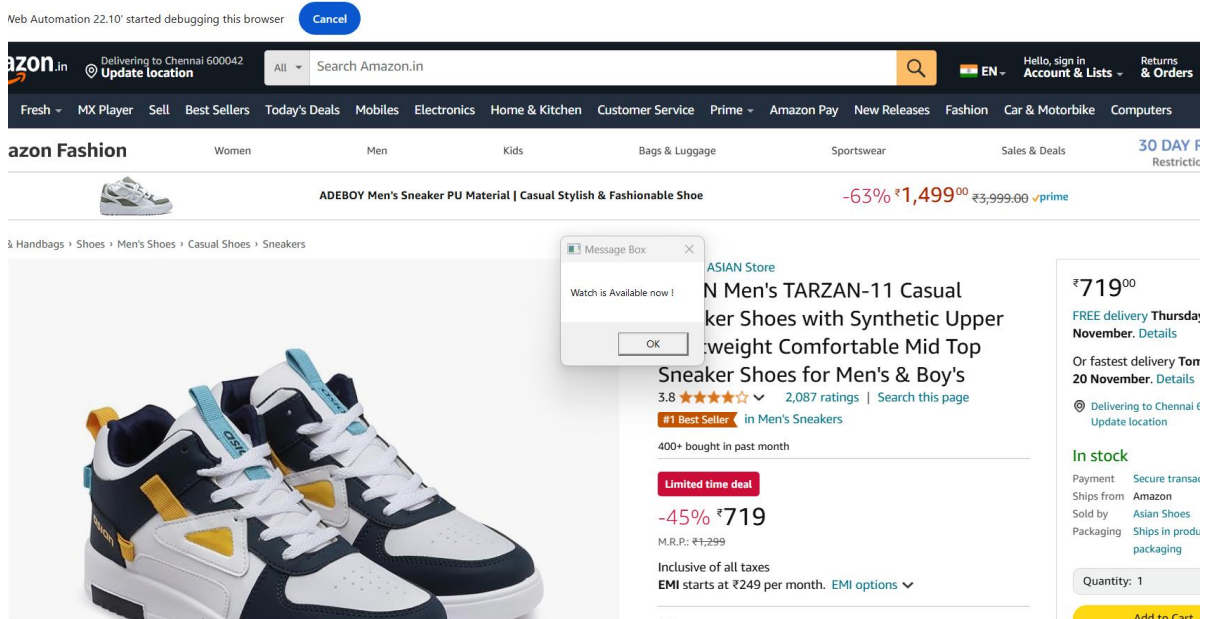 Web Automation 22.10' started debugging this browser Cancel
azon.in
Delivering to Chennai 600042
Update location
All
Search Amazon.in
EN
Hello, sign in
Account & Lists
Returns
& Orders
Fresh MX Player Sell Best Sellers Today's Deals Mobiles Electronics Home & Kitchen Customer Service Prime Amazon Pay New Releases Fashion Car & Motorbike Computers
azon Fashion Women Men Kids Bags & Luggage Sportswear Sales & Deals
30 DAY
ADEBOY Men's Sneaker PU Material | Casual Stylish & Fashionable Shoe -63% ₹1,49900 ₹3,999.00 prime
& Handbags › Shoes › Men's Shoes › Casual Shoes › Sneakers
Message Box
Watch is Available now !
OK
ASIAN Store
N Men's TARZAN-11 Casual
ker Shoes with Synthetic Upper
tweight Comfortable Mid Top
Sneaker Shoes for Men's & Boy's
3.8 2,087 ratings | Search this page
#1 Best Seller in Men's Sneakers
400+ bought in past month
Limited time deal
-45% ₹719
M.R.P.: ₹1,299
Inclusive of all taxes
EMI starts at ₹249 per month. EMI options
₹71900
FREE delivery Thursday
November. Details
Or fastest delivery Tom
20 November. Details
Delivering to Chennai
Update location
In stock
Payment Secure transac
Ships from Amazon
Sold by Asian Shoes
Packaging Ships in produ
packaging
Quantity: 1
Add to Cart
asian
asian